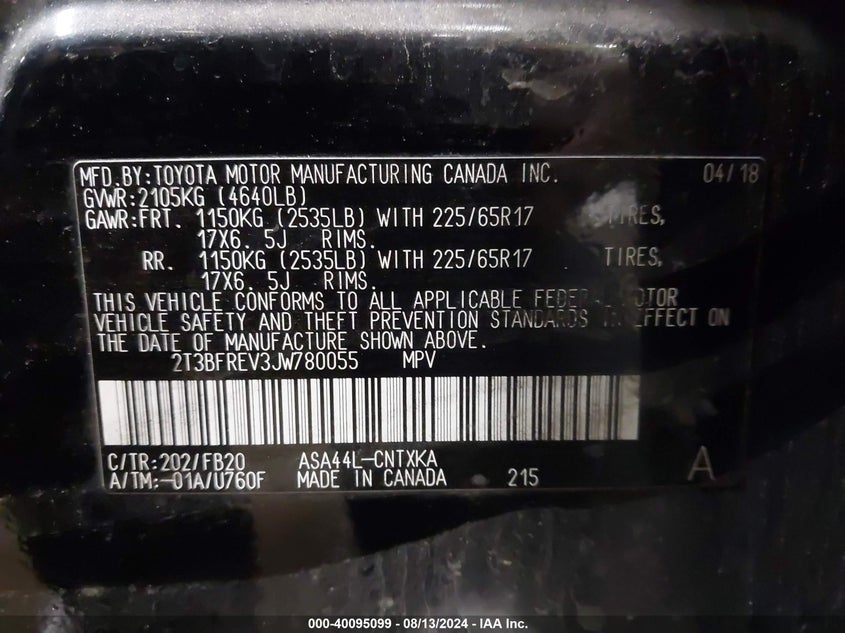 MFD.BY:TOYOTA MOTOR MANUFACTURING CANADA INC. 04/18
GVWR:2105KG (4640LB)
GAWR:FRT. 1150KG (2535LB) WITH 225/65R17 TIRES,
17X6. 5J RIMS.
RR. 1150KG (2535LB) WITH 225/65R17 TIRES,
17X6. 5J RIMS.
THIS VEHICLE CONFORMS TO ALL APPLICABLE FEDERAL MOTOR
VEHICLE SAFETY AND THEFT PREVENTION STANDARDS IN EFFECT ON
THE DATE OF MANUFACTURE SHOWN ABOVE.
2T3BFREV3JW780055 MPV
C/TR:202/FB20 ASA44L-CNTXKA A
A/TM:-01A/U760F MADE IN CANADA 215
000-40095099 - 08/13/2024 - IAA Inc.